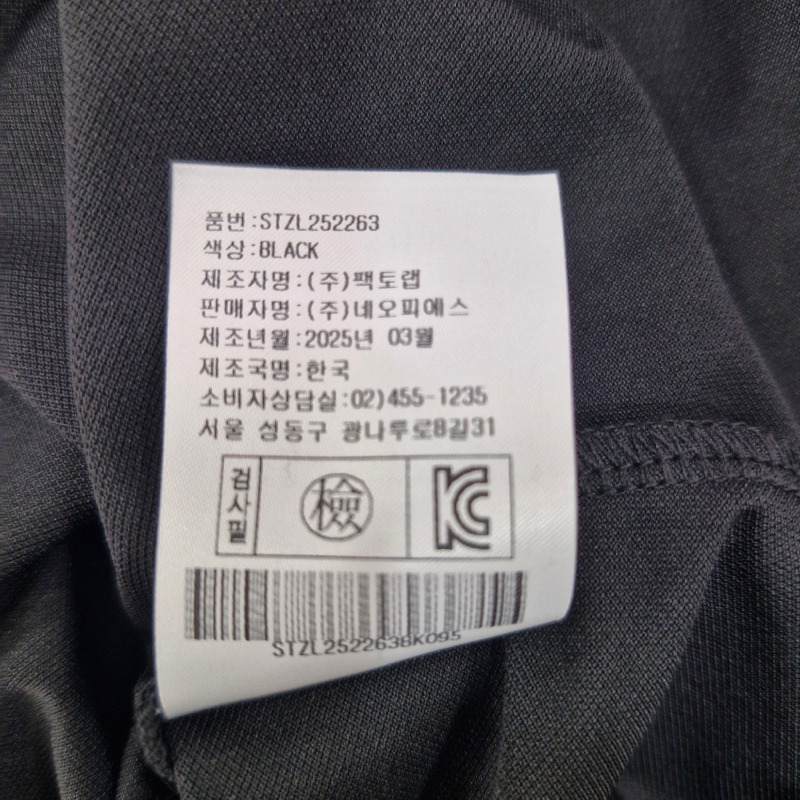 품번:STZL252263
색상:BLACK
제조자명:(주)팩토랩
판매자명:(주)네오피에스
제조년월:2025년 03월
제조국명:한국
소비자상담실:02)455-1235
서울 성동구 광나루로8길31
검사필 檢 KC
STZL252263BK095